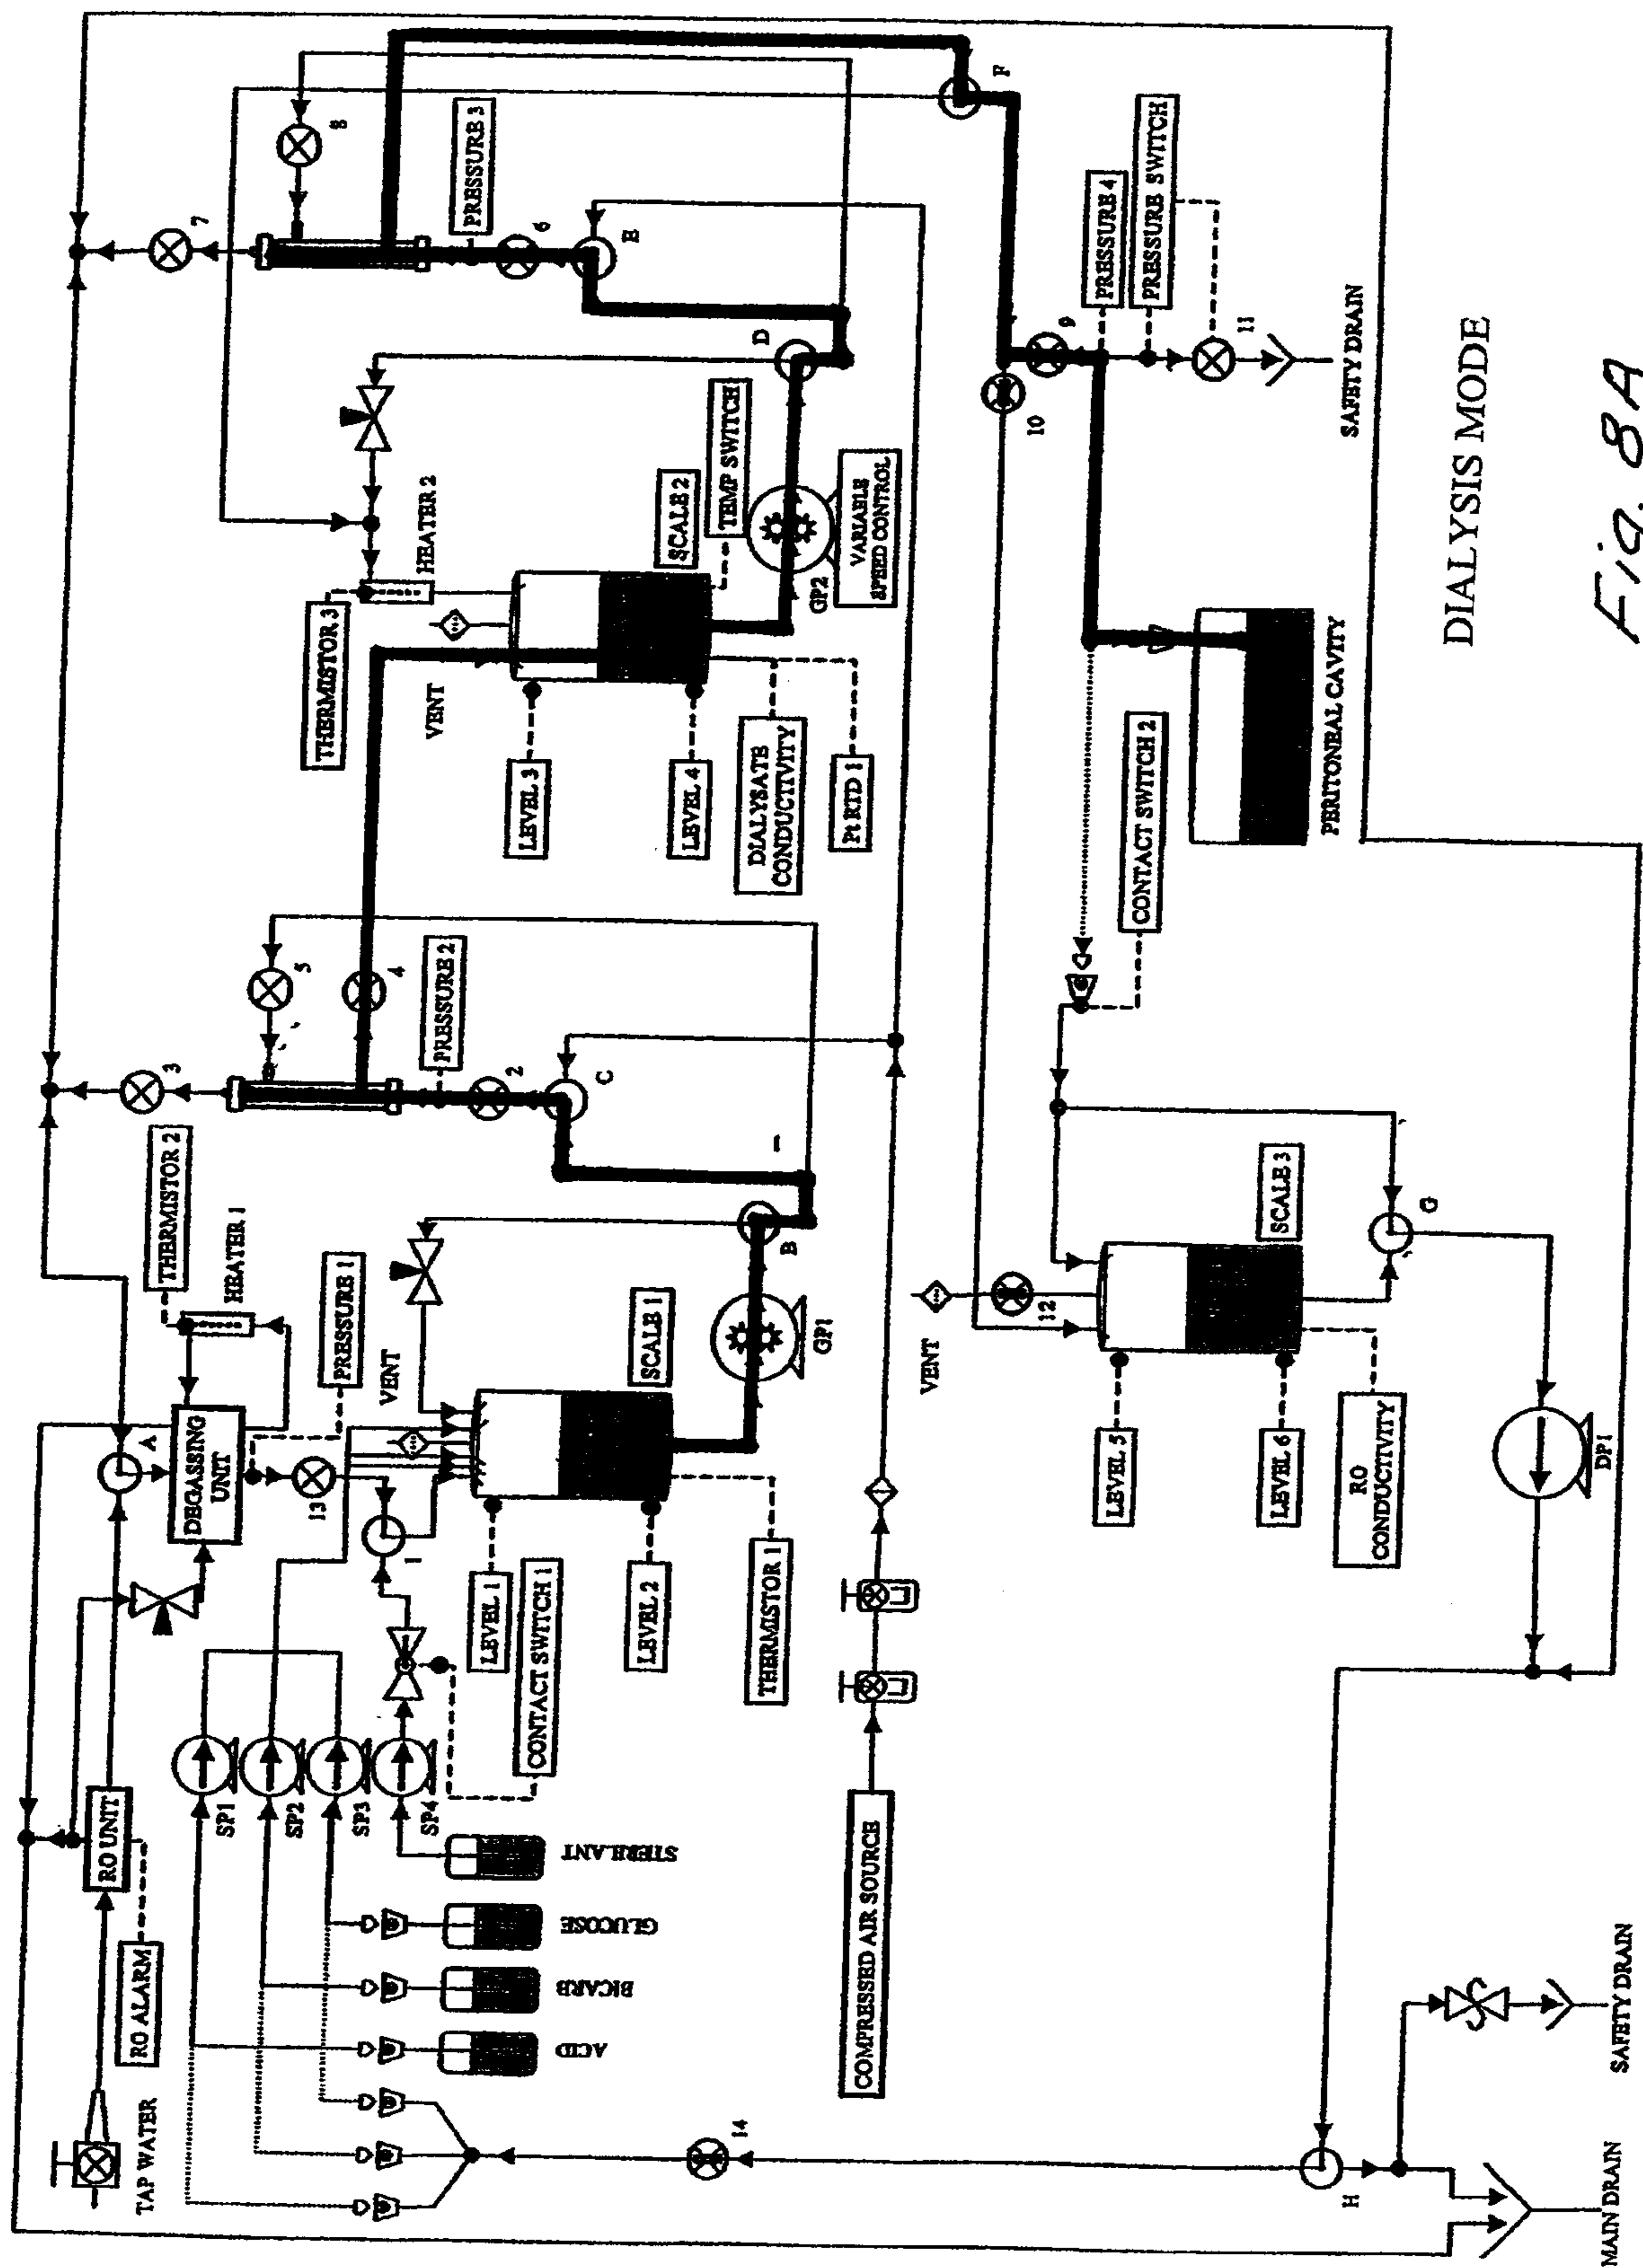 TAP WATER
RO ALARM
RO UNIT
SP1
SP2
SP3
SP4
ACID
BICARB
GLUCOSE
STERILANT
CONTACT SWITCH 1
A
DEGASSING
UNIT
THERMISTOR 2
HEATER 1
PRESSURE 1
13
I
VENT
LEVEL 1
LEVEL 2
THERMISTOR 1
SCALE 1
GP1
B
C
2
PRESSURE 2
3
4
5
THERMISTOR 3
HEATER 2
VENT
LEVEL 3
LEVEL 4
DIALYSATE
CONDUCTIVITY
Pt RTD 1
SCALE 2
TEMP SWITCH
GP2
VARIABLE
SPEED CONTROL
D
E
6
PRESSURE 3
7
8
F
COMPRESSED AIR SOURCE
14
H
MAIN DRAIN
SAFETY DRAIN
VENT
12
LEVEL 5
LEVEL 6
RO
CONDUCTIVITY
SCALE 3
G
DP1
CONTACT SWITCH 2
PERITONEAL CAVITY
10
9
PRESSURE 4
PRESSURE SWITCH
11
SAFETY DRAIN
DIALYSIS MODE
Fig. 8A